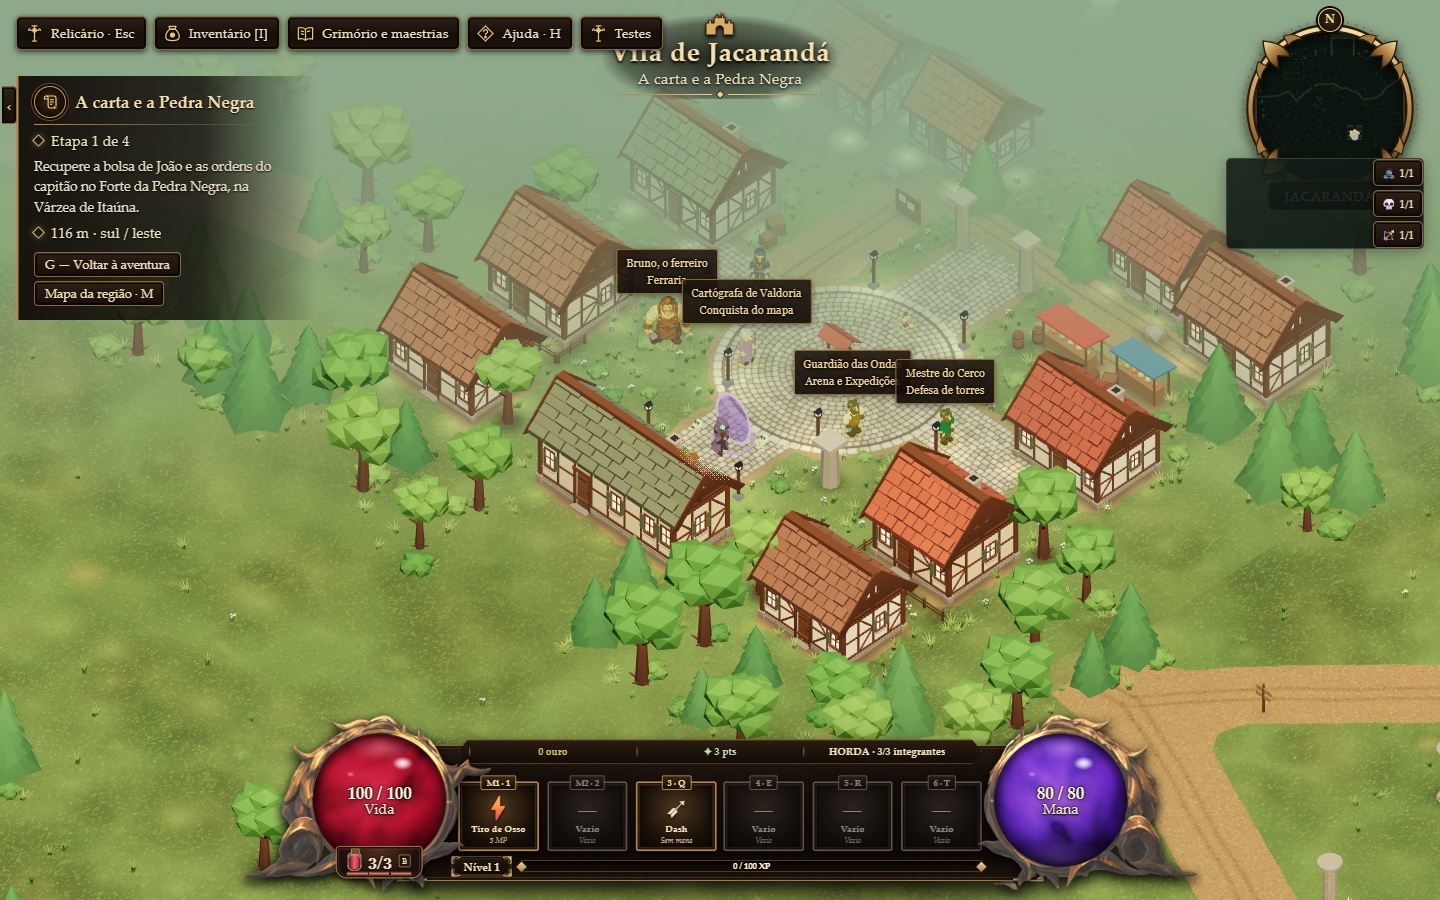 Relicário · Esc
Inventário [I]
Grimório e maestrias
Ajuda · H
Testes
Vila de Jacarandá
A carta e a Pedra Negra
N
‹
A carta e a Pedra Negra
Etapa 1 de 4
Recupere a bolsa de João e as ordens do
capitão no Forte da Pedra Negra, na
Várzea de Itaúna.
116 m · sul / leste
G — Voltar à aventura
Mapa da região · M
1/1
JACARANDÁ
1/1
1/1
Bruno, o ferreiro
Ferraria
Cartógrafa de Valdoria
Conquista do mapa
Guardião das Ondas
Arena e Expedições
Mestre do Cerco
Defesa de torres
0 ouro
3 pts
HORDA · 3/3 integrantes
100 / 100
Vida
3/3
B
M1 · 1
Tiro de Osso
5 MP
M2 · 2
Vazio
Vazio
3 · Q
Dash
Sem mana
4 · E
Vazio
Vazio
5 · R
Vazio
Vazio
6 · T
Vazio
Vazio
80 / 80
Mana
Nível 1
0 / 100 XP